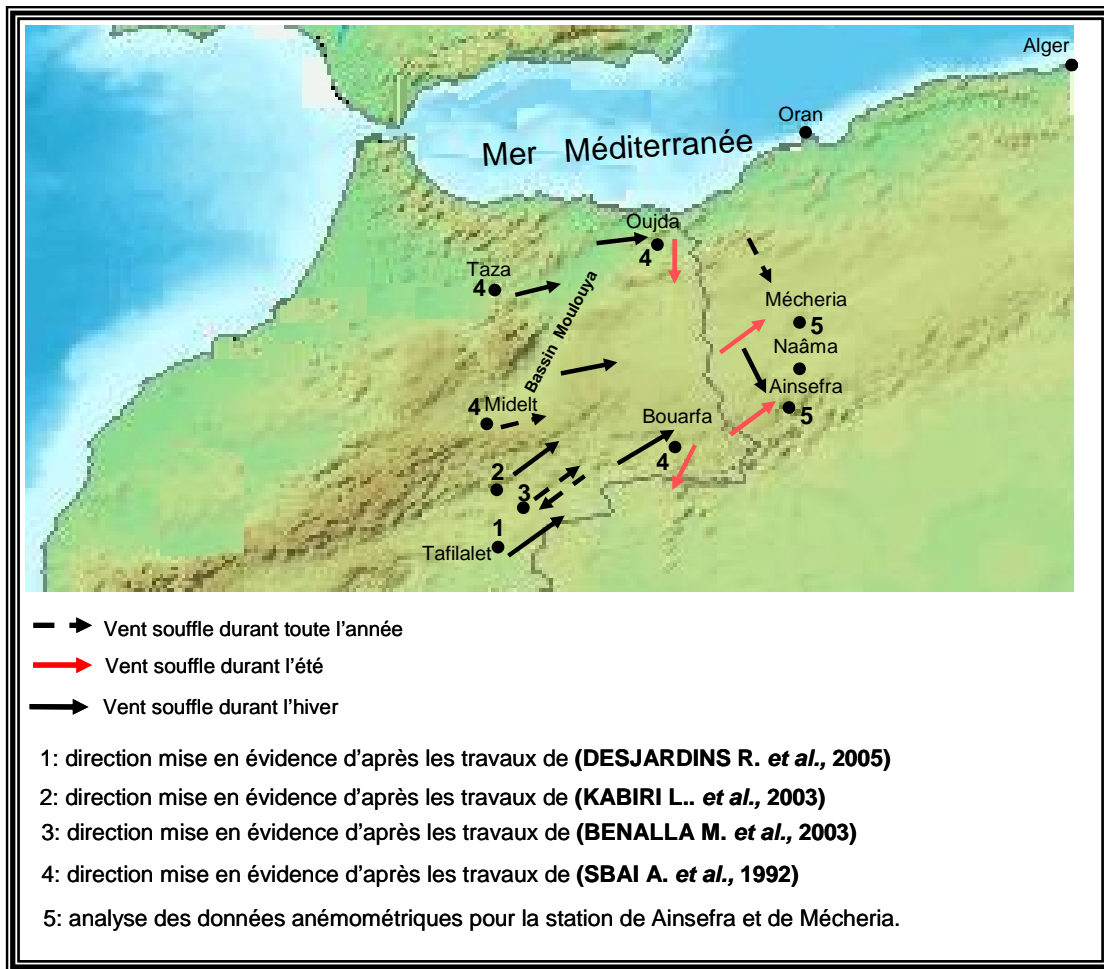 Alger
Oran
Mer Méditerranée
Oujda
4
Taza
4
Mécheria
5
Bassin Moulouya
Naâma
Ainsefra
5
4 Midelt
Bouarfa
4
2
3
1
Tafilalet
Vent souffle durant toute l'année
Vent souffle durant l'été
Vent souffle durant l'hiver
1: direction mise en évidence d'après les travaux de (DESJARDINS R. et al., 2005)
2: direction mise en évidence d'après les travaux de (KABIRI L.. et al., 2003)
3: direction mise en évidence d'après les travaux de (BENALLA M. et al., 2003)
4: direction mise en évidence d'après les travaux de (SBAI A. et al., 1992)
5: analyse des données anémométriques pour la station de Ainsefra et de Mécheria.